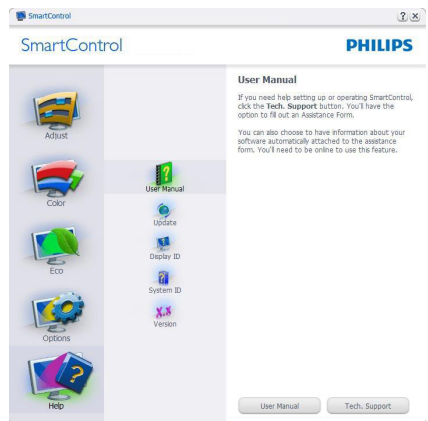 SmartControl
? X
SmartControl
PHILIPS
Adjust
Color
Eco
Options
Help
User Manual
Update
Display ID
System ID
X.X
Version
User Manual
If you need help setting up or operating SmartControl,
click the Tech. Support button. You'll have the
option to fill out an Assistance Form.
You can also choose to have information about your
software automatically attached to the assistance
form. You'll need to be online to use this feature.
User Manual
Tech. Support